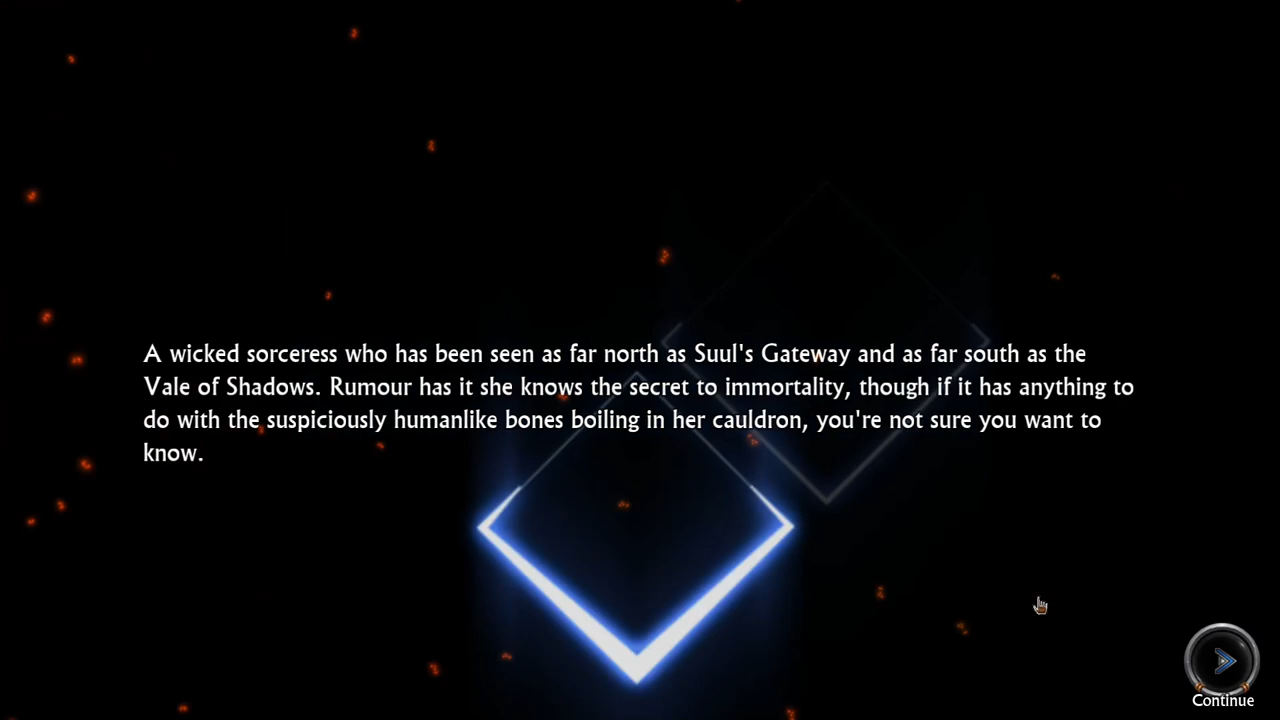 A wicked sorceress who has been seen as far north as Suul's Gateway and as far south as the
Vale of Shadows. Rumour has it she knows the secret to immortality, though if it has anything to
do with the suspiciously humanlike bones boiling in her cauldron, you're not sure you want to
know.
Continue